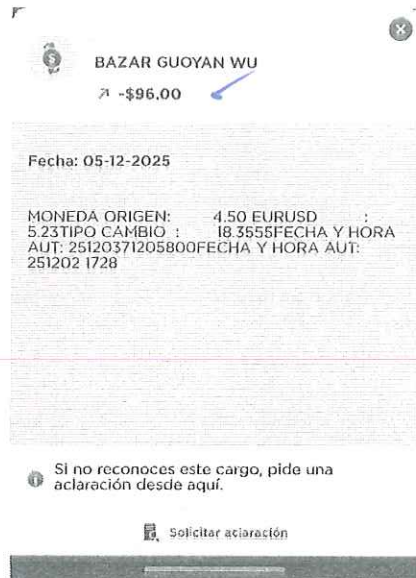 BAZAR GUOYAN WU
-$96.00
Fecha: 05-12-2025
MONEDA ORIGEN: 4.50 EURUSD :
5.23TIPO CAMBIO : 18.3555FECHA Y HORA
AUT: 25120371205800FECHA Y HORA AUT:
251202 1728
Si no reconoces este cargo, pide una
aclaración desde aquí.
Solicitar aclaración